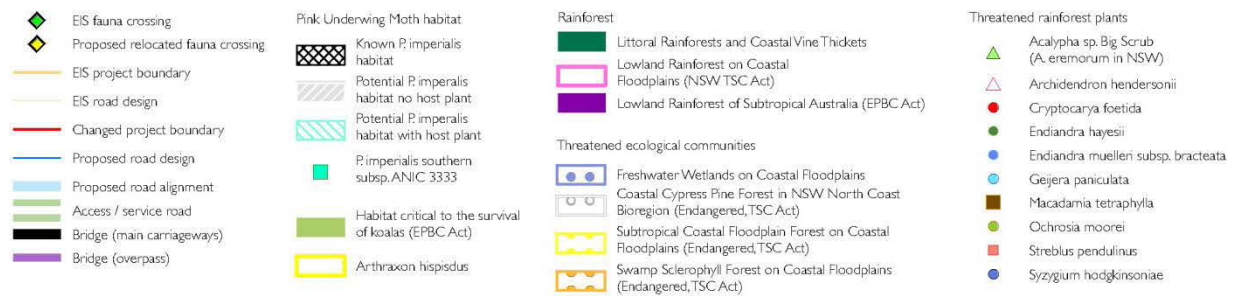 EIS fauna crossing
Proposed relocated fauna crossing
EIS project boundary
EIS road design
Changed project boundary
Proposed road design
Proposed road alignment
Access / service road
Bridge (main carriageways)
Bridge (overpass)
Pink Underwing Moth habitat
Known P. imperialis
habitat
Potential P. imperalis
habitat no host plant
Potential P. imperalis
habitat with host plant
P. imperialis southern
subsp. ANIC 3333
Habitat critical to the survival
of koalas (EPBC Act)
Arthraxon hispisdus
Rainforest
Littoral Rainforests and Coastal Vine Thickets
Lowland Rainforest on Coastal
Floodplains (NSW TSC Act)
Lowland Rainforest of Subtropical Australia (EPBC Act)
Threatened ecological communities
Freshwater Wetlands on Coastal Floodplains
Coastal Cypress Pine Forest in NSW North Coast
Bioregion (Endangered, TSC Act)
Subtropical Coastal Floodplain Forest on Coastal
Floodplains (Endangered, TSC Act)
Swamp Sclerophyll Forest on Coastal Floodplains
(Endangered, TSC Act)
Threatened rainforest plants
Acalypha sp. Big Scrub
(A. eremorum in NSW)
Archidendron hendersonii
Cryptocarya foetida
Endiandra hayesii
Endiandra muelleri subsp. bracteata
Geijera paniculata
Macadamia tetraphylla
Ochrosia moorei
Streblus pendulinus
Syzygium hodgkinsoniae